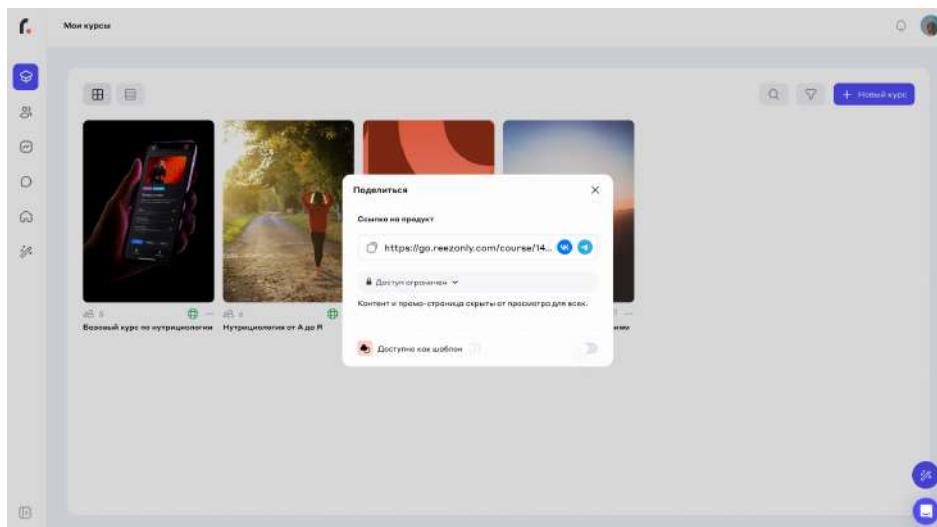 Мои курсы
+ Новый курс
Поделиться
Ссылка на продукт
https://go.reezonly.com/course/14...
Доступ ограничен
Контент и промо-страница скрыты от просмотра для всех.
Доступно как шаблон
5
Базовый курс по нутрициологии
Нутрициология от А до Я